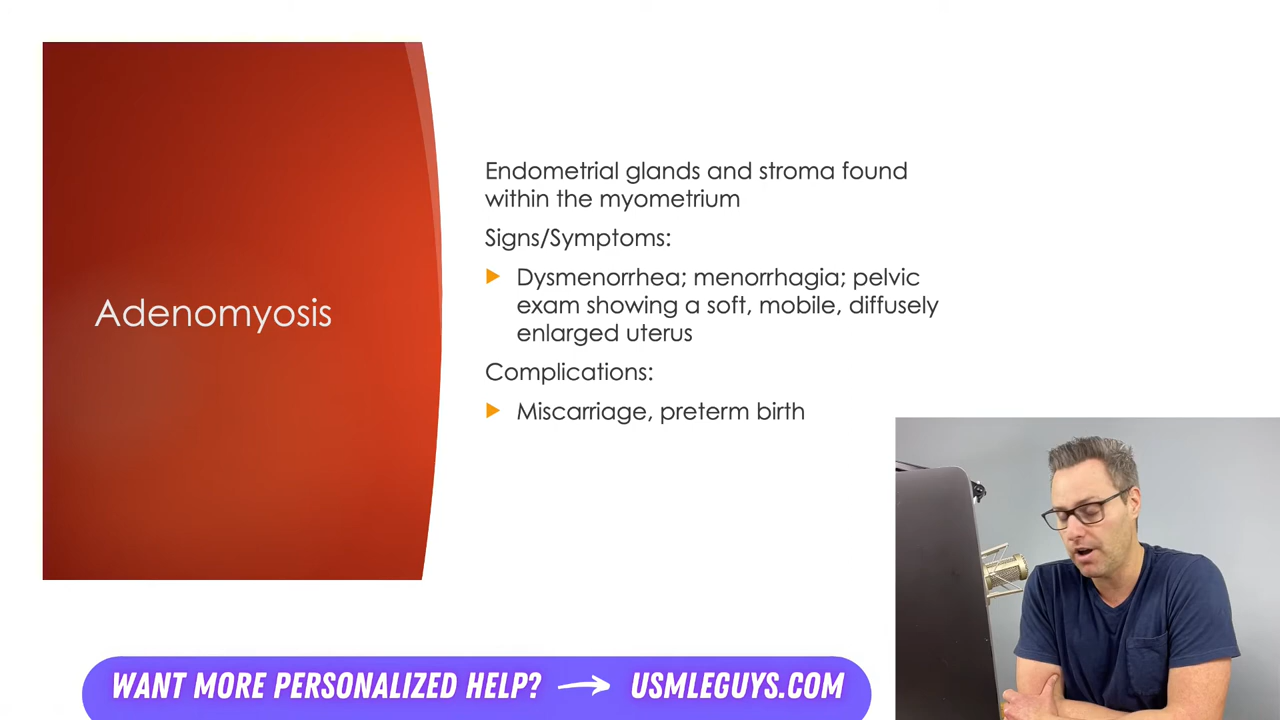 Adenomyosis
Endometrial glands and stroma found
within the myometrium
Signs/Symptoms:
Dysmenorrhea; menorrhagia; pelvic
exam showing a soft, mobile, diffusely
enlarged uterus
Complications:
Miscarriage, preterm birth
WANT MORE PERSONALIZED HELP? → USMLEGUYS.COM